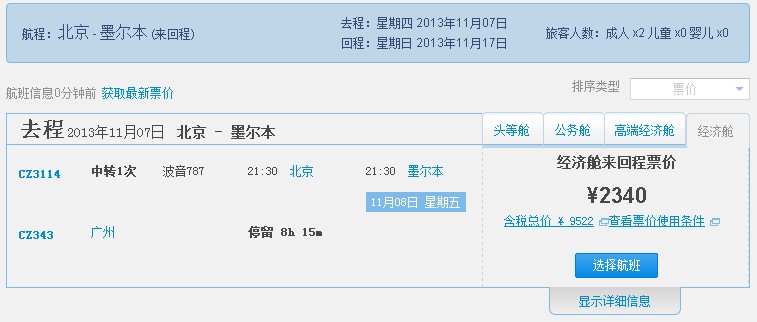 航程：北京 - 墨尔本 (来回程)
去程：星期四 2013年11月07日
回程：星期日 2013年11月17日
旅客人数：成人 x2 儿童 x0 婴儿 x0
航班信息0分钟前 获取最新票价
排序类型 票价
去程 2013年11月07日 北京 - 墨尔本
头等舱 公务舱 高端经济舱 经济舱
CZ3114 中转1次 波音787 21:30 北京 21:30 墨尔本
11月08日 星期五
CZ343 广州 停留 8h 15m
经济舱来回程票价
¥2340
含税总价 ¥ 9522 查看票价使用条件
选择航班
显示详细信息